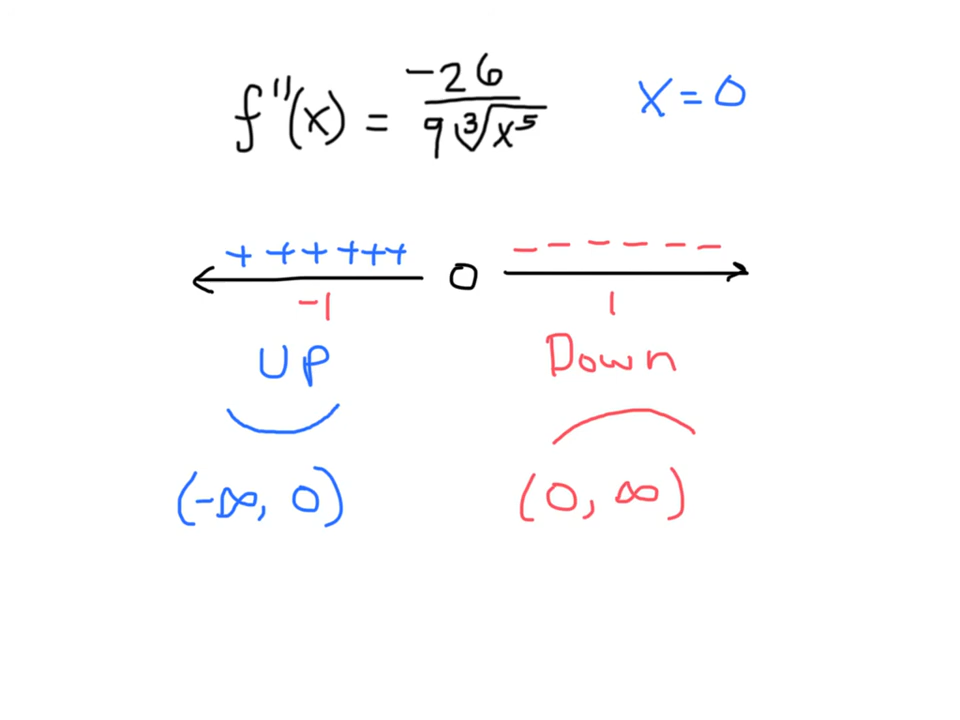 f''(x) = -26 / 9∛x⁵    x = 0
+ + + + + +   0   - - - - - -
-1    1
UP    Down
(-∞, 0)    (0, ∞)